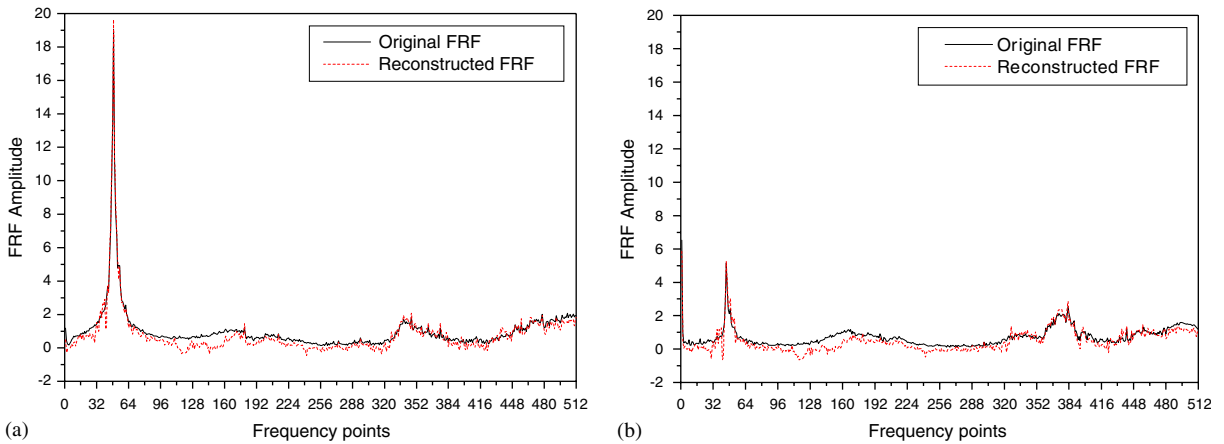 20
18
16
14
12
10
8
6
4
2
0
-2
FRF Amplitude
Original FRF
Reconstructed FRF
0 32 64 96 128 160 192 224 256 288 320 352 384 416 448 480 512
Frequency points
(a)
20
18
16
14
12
10
8
6
4
2
0
-2
FRF Amplitude
Original FRF
Reconstructed FRF
0 32 64 96 128 160 192 224 256 288 320 352 384 416 448 480 512
Frequency points
(b)